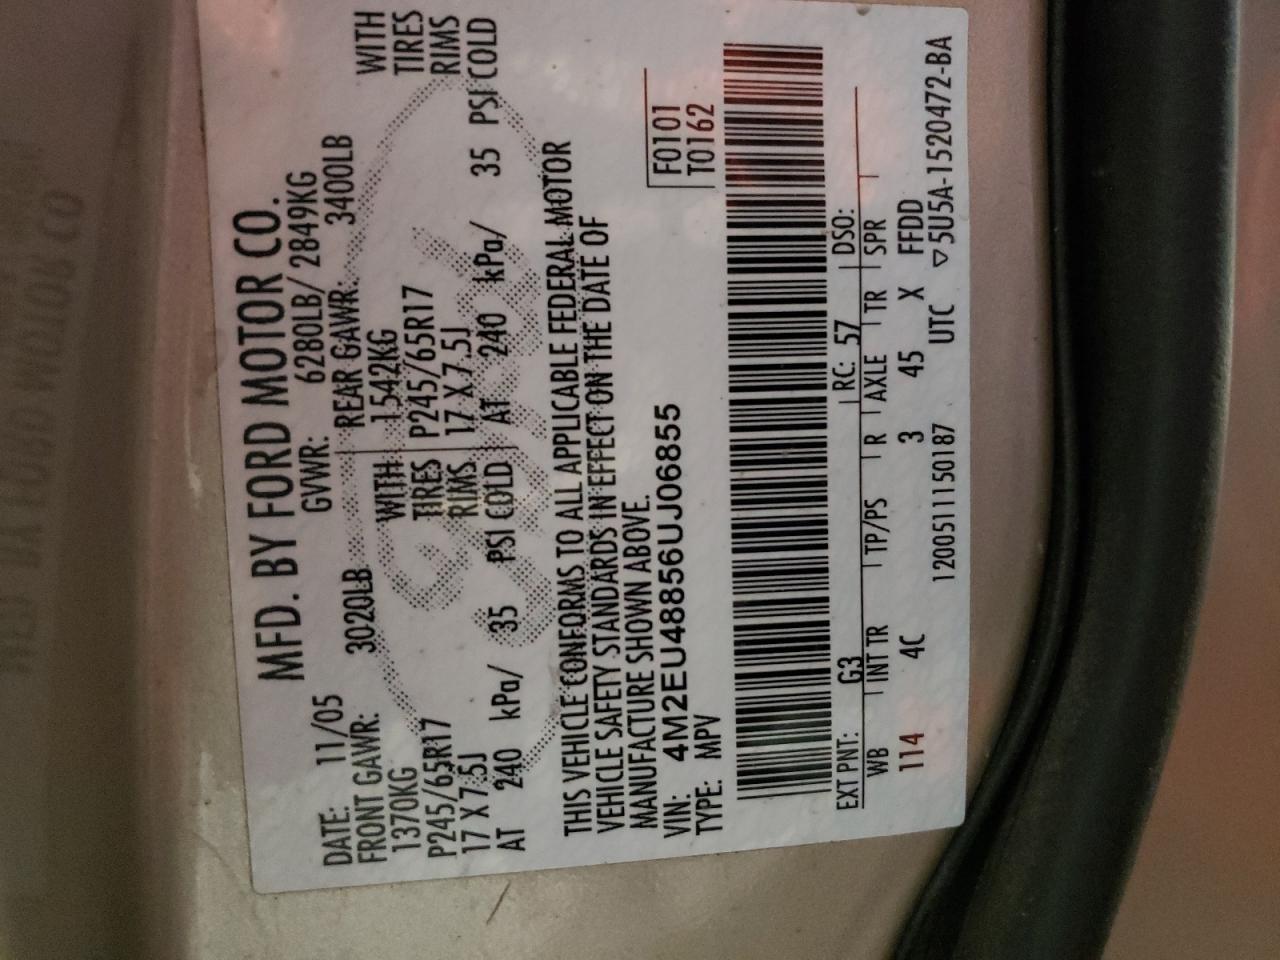 MFD. BY FORD MOTOR CO.
DATE: 11/05 GVWR: 6280LB/ 2849KG
FRONT GAWR: 3020LB REAR GAWR: 3400LB
1370KG WITH 1542KG WITH
P245/65R17 TIRES P245/65R17 TIRES
17 X 7.5J RIMS 17 X 7.5J RIMS
AT 240 kPa/ 35 PSI COLD AT 240 kPa/ 35 PSI COLD
THIS VEHICLE CONFORMS TO ALL APPLICABLE FEDERAL MOTOR
VEHICLE SAFETY STANDARDS IN EFFECT ON THE DATE OF
MANUFACTURE SHOWN ABOVE.
VIN: 4M2EU48856UJ06855 F0101
TYPE: MPV T0162
EXT PNT: G3 RC: 57 DSO:
WB INT TR TP/PS R AXLE TR SPR
114 4C 3 45 X FFDD
120051150187 UTC ▽5U5A-1520472-BA